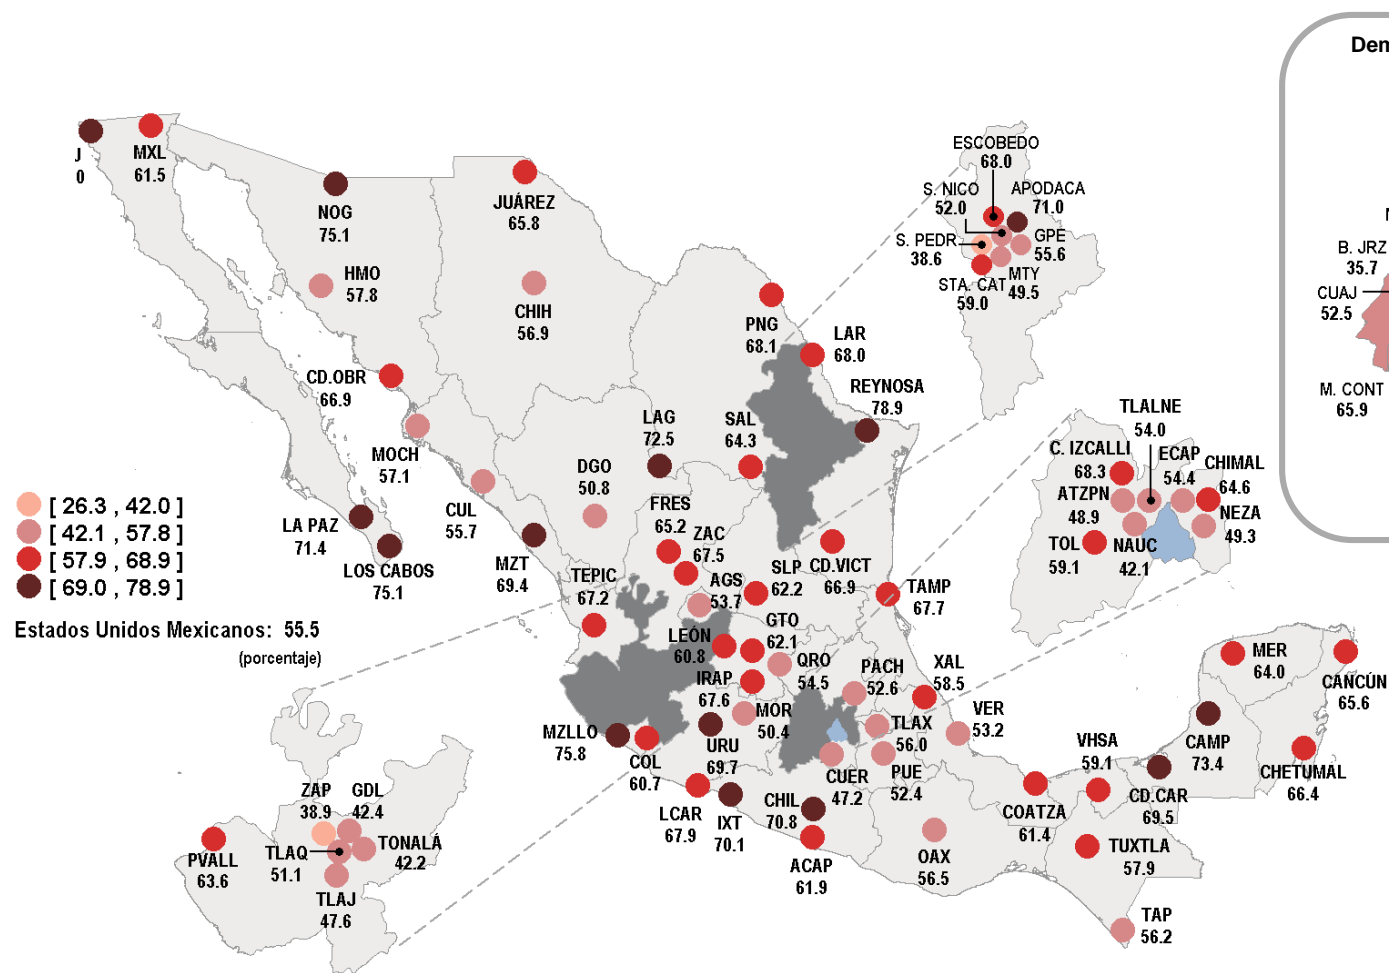 Den
J
0
MXL
61.5
NOG
75.1
HMO
57.8
JUÁREZ
65.8
CHIH
56.9
ESCOBEDO
68.0
S. NICO
52.0
APODACA
71.0
S. PEDR
38.6
GPE
55.6
STA. CAT
59.0
MTY
49.5
B. JRZ
35.7
CUAJ
52.5
M. CONT
65.9
PNG
68.1
LAR
68.0
REYNOSA
78.9
CD.OBR
66.9
MOCH
57.1
LAG
72.5
SAL
64.3
DGO
50.8
CUL
55.7
TLALNE
54.0
C. IZCALLI
68.3
ECAP
54.4
CHIMAL
64.6
ATZPN
48.9
NEZA
49.3
TOL
59.1
NAUC
42.1
[ 26.3 , 42.0 ]
[ 42.1 , 57.8 ]
[ 57.9 , 68.9 ]
[ 69.0 , 78.9 ]
Estados Unidos Mexicanos: 55.5
(porcentaje)
LA PAZ
71.4
LOS CABOS
75.1
MZT
69.4
FRES
65.2
ZAC
67.5
TEPIC
67.2
AGS
53.7
SLP
62.2
CD.VICT
66.9
TAMP
67.7
LEÓN
60.8
GTO
62.1
QRO
54.5
IRAP
67.6
PACH
52.6
XAL
58.5
MER
64.0
CANCÚN
65.6
MZLLO
75.8
COL
60.7
URU
69.7
MOR
50.4
TLAX
56.0
VER
53.2
CUER
47.2
PUE
52.4
VHSA
59.1
CAMP
73.4
CHETUMAL
66.4
CD.CAR
69.5
LCAR
67.9
IXT
70.1
CHIL
70.8
ACAP
61.9
COATZA
61.4
OAX
56.5
TUXTLA
57.9
TAP
56.2
ZAP
38.9
GDL
42.4
PVALL
63.6
TLAQ
51.1
TONALÁ
42.2
TLAJ
47.6